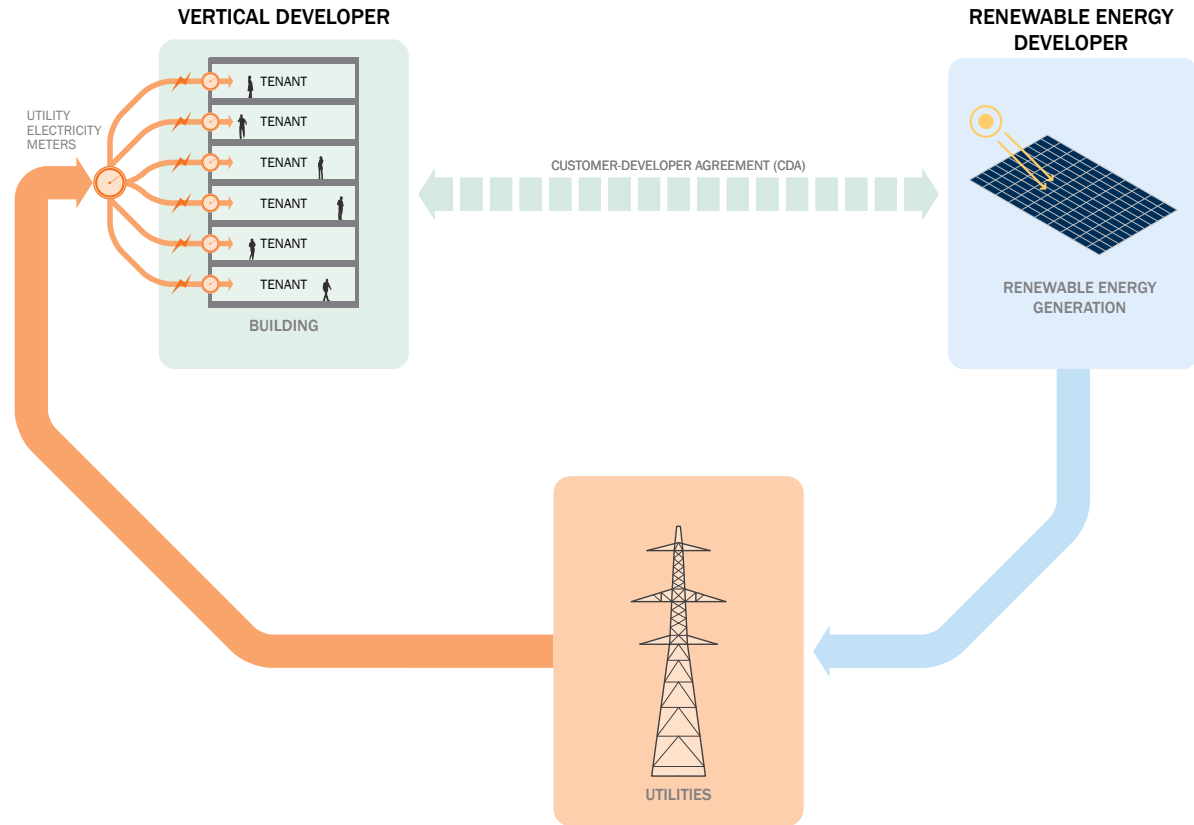 VERTICAL DEVELOPER
RENEWABLE ENERGY
DEVELOPER
UTILITY
ELECTRICITY
METERS
TENANT
TENANT
TENANT
TENANT
TENANT
TENANT
BUILDING
CUSTOMER-DEVELOPER AGREEMENT (CDA)
RENEWABLE ENERGY
GENERATION
UTILITIES